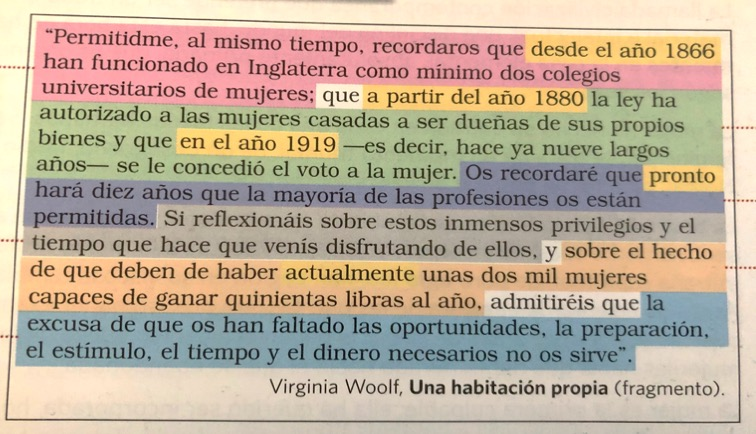 “Permitidme, al mismo tiempo, recordaros que desde el año 1866
han funcionado en Inglaterra como mínimo dos colegios
universitarios de mujeres; que a partir del año 1880 la ley ha
autorizado a las mujeres casadas a ser dueñas de sus propios
bienes y que en el año 1919 —es decir, hace ya nueve largos
años— se le concedió el voto a la mujer. Os recordaré que pronto
hará diez años que la mayoría de las profesiones os están
permitidas. Si reflexionáis sobre estos inmensos privilegios y el
tiempo que hace que venís disfrutando de ellos, y sobre el hecho
de que deben de haber actualmente unas dos mil mujeres
capaces de ganar quinientas libras al año, admitiréis que la
excusa de que os han faltado las oportunidades, la preparación,
el estímulo, el tiempo y el dinero necesarios no os sirve”.
Virginia Woolf, Una habitación propia (fragmento).